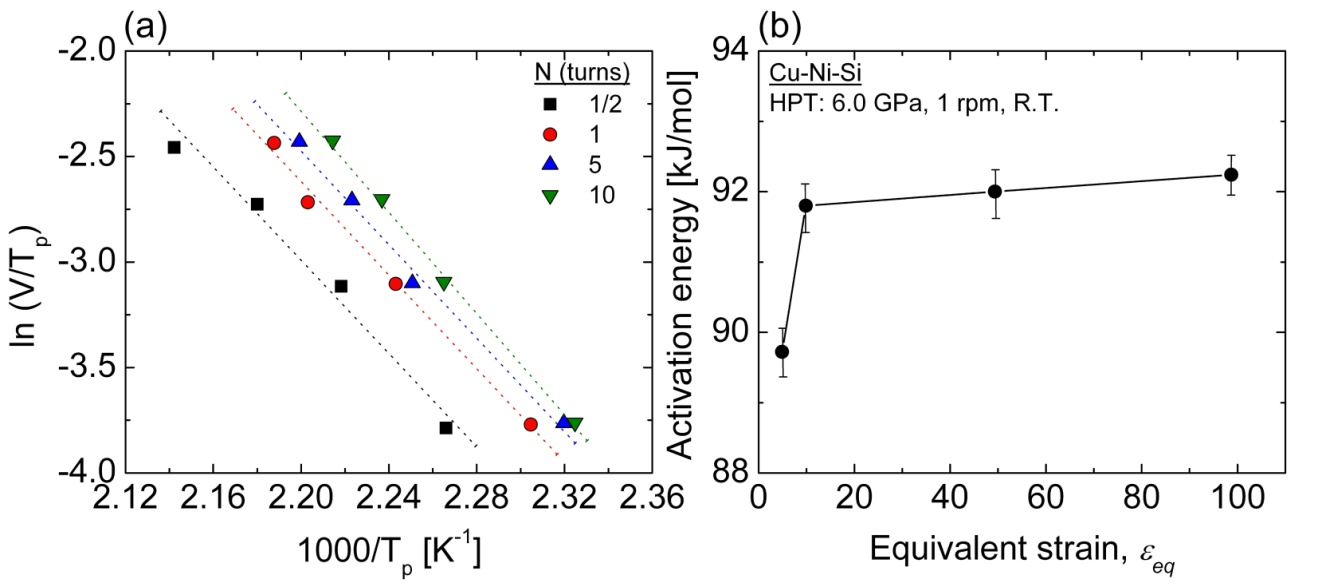 (a)
ln (V/Tp)
-2.0
-2.5
-3.0
-3.5
-4.0
N (turns)
1/2
1
5
10
2.12 2.16 2.20 2.24 2.28 2.32 2.36
1000/Tp [K-1]
(b)
Activation energy [kJ/mol]
94
92
90
88
Cu-Ni-Si
HPT: 6.0 GPa, 1 rpm, R.T.
0 20 40 60 80 100
Equivalent strain, εeq